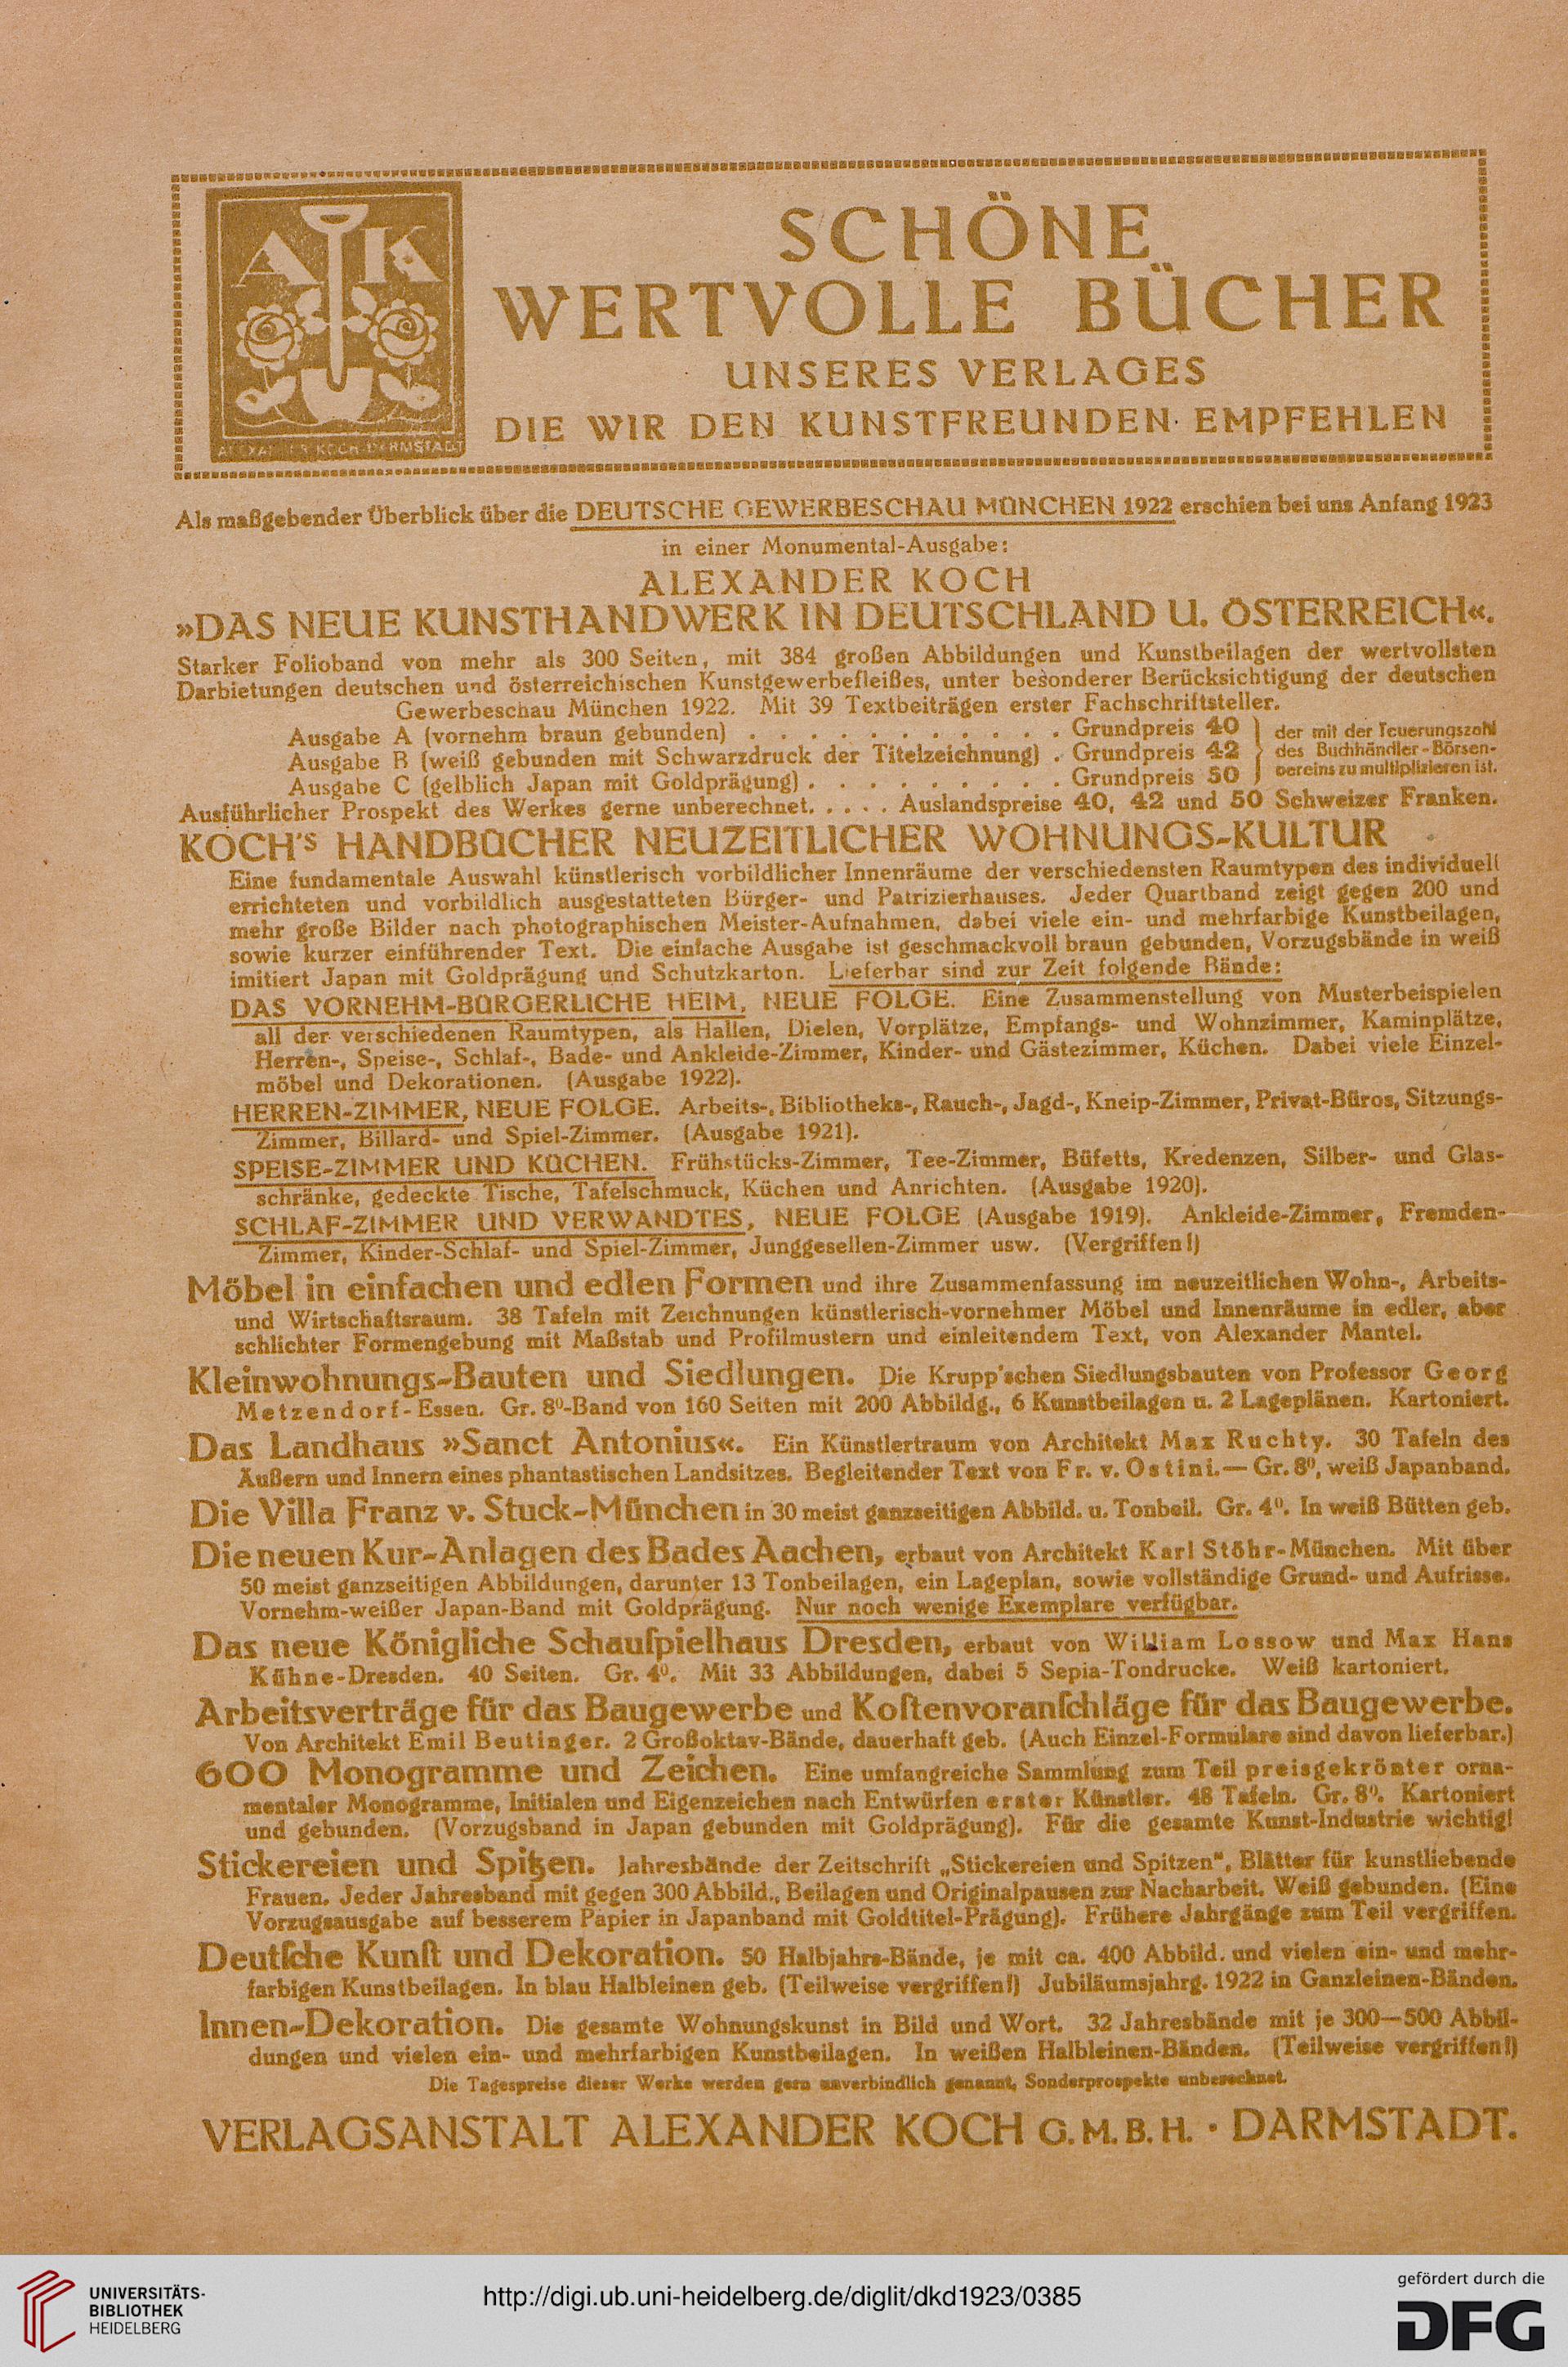 A K
ALEXANDER KOCH-DARMSTADT
SCHÖNE
WERTVOLLE BÜCHER
UNSERES VERLAGES
DIE WIR DEN KUNSTFREUNDEN EMPFEHLEN
Als maßgebender Überblick über die DEUTSCHE GEWERBESCHAU MÜNCHEN 1922 erschien bei uns Anfang 1923
in einer Monumental-Ausgabe:
ALEXANDER KOCH
»DAS NEUE KUNSTHANDWERK IN DEUTSCHLAND U. ÖSTERREICH«.
Starker Folioband von mehr als 300 Seiten, mit 384 großen Abbildungen und Kunstbeilagen der wertvollsten
Darbietungen deutschen und österreichischen Kunstgewerbefleißes, unter besonderer Berücksichtigung der deutschen
Gewerbeschau München 1922. Mit 39 Textbeiträgen erster Fachschriftsteller.
Ausgabe A (vornehm braun gebunden) . . . . . . . . . . . Grundpreis 40 } der mit der Teuerungszahl
Ausgabe B (weiß gebunden mit Schwarzdruck der Titelzeichnung) . Grundpreis 42 } des Buchhändler-Börsen-
Ausgabe C (gelblich Japan mit Goldprägung) . . . . . . . . . Grundpreis 50 } vereins zu multiplizieren ist.
Ausführlicher Prospekt des Werkes gerne unberechnet. . . . . Auslandspreise 40, 42 und 50 Schweizer Franken.
KOCH'S HANDBÜCHER NEUZEITLICHER WOHNUNGS-KULTUR
Eine fundamentale Auswahl künstlerisch vorbildlicher Innenräume der verschiedensten Raumtypen des individuell
errichteten und vorbildlich ausgestatteten Bürger- und Patrizierhauses. Jeder Quartband zeigt gegen 200 und
mehr große Bilder nach photographischen Meister-Aufnahmen, dabei viele ein- und mehrfarbige Kunstbeilagen,
sowie kurzer einführender Text. Die einfache Ausgabe ist geschmackvoll braun gebunden, Vorzugsbände in weiß
imitiert Japan mit Goldprägung und Schutzkarton. Lieferbar sind zur Zeit folgende Bände:
DAS VORNEHM-BÜRGERLICHE HEIM, NEUE FOLGE. Eine Zusammenstellung von Musterbeispielen
all der verschiedenen Raumtypen, als Hallen, Dielen, Vorplätze, Empfangs- und Wohnzimmer, Kaminplätze,
Herren-, Speise-, Schlaf-, Bade- und Ankleide-Zimmer, Kinder- und Gästezimmer, Küchen. Dabei viele Einzel-
möbel und Dekorationen. (Ausgabe 1922).
HERREN-ZIMMER, NEUE FOLGE. Arbeits-, Bibliotheks-, Rauch-, Jagd-, Kneip-Zimmer, Privat-Büros, Sitzungs-
Zimmer, Billard- und Spiel-Zimmer. (Ausgabe 1921).
SPEISE-ZIMMER UND KÜCHEN. Frühstücks-Zimmer, Tee-Zimmer, Büfetts, Kredenzen, Silber- und Glas-
schränke, gedeckte Tische, Tafelschmuck, Küchen und Anrichten. (Ausgabe 1920).
SCHLAF-ZIMMER UND VERWANDTES, NEUE FOLGE (Ausgabe 1919). Ankleide-Zimmer, Fremden-
Zimmer, Kinder-Schlaf- und Spiel-Zimmer, Junggesellen-Zimmer usw. (Vergriffen!)
Möbel in einfachen und edlen Formen und ihre Zusammenfassung im neuzeitlichen Wohn-, Arbeits-
und Wirtschaftsraum. 38 Tafeln mit Zeichnungen künstlerisch-vornehmer Möbel und Innenräume in edler, aber
schlichter Formengebung mit Maßstab und Profilmustern und einleitendem Text, von Alexander Mantel.
Kleinwohnungs-Bauten und Siedlungen. Die Krupp'schen Siedlungsbauten von Professor Georg
Metzendorf-Essen. Gr. 8⁰-Band von 160 Seiten mit 200 Abbildg., 6 Kunstbeilagen u. 2 Lageplänen. Kartoniert.
Das Landhaus »Sanct Antonius«. Ein Künstlertraum von Architekt Max Ruchty. 30 Tafeln des
Äußern und Innern eines phantastischen Landsitzes. Begleitender Text von Fr. v. Ostini. — Gr. 8⁰, weiß Japanband.
Die Villa Franz v. Stuck-München in 30 meist ganzseitigen Abbild. u. Tonbeil. Gr. 4⁰. In weiß Bütten geb.
Die neuen Kur-Anlagen des Bades Aachen, erbaut von Architekt Karl Stöhr-München. Mit über
50 meist ganzseitigen Abbildungen, darunter 13 Tonbeilagen, ein Lageplan, sowie vollständige Grund- und Aufrisse.
Vornehm-weißer Japan-Band mit Goldprägung. Nur noch wenige Exemplare verfügbar.
Das neue Königliche Schauſpielhaus Dresden, erbaut von William Lossow und Max Hans
Kühne-Dresden. 40 Seiten. Gr. 4⁰. Mit 33 Abbildungen, dabei 5 Sepia-Tondrucke. Weiß kartoniert.
Arbeitsverträge für das Baugewerbe und Koſtenvoranſchläge für das Baugewerbe.
Von Architekt Emil Beutinger. 2 Großoktav-Bände, dauerhaft geb. (Auch Einzel-Formulare sind davon lieferbar.)
600 Monogramme und Zeichen. Eine umfangreiche Sammlung zum Teil preisgekrönter orna-
mentaler Monogramme, Initialen und Eigenzeichen nach Entwürfen erster Künstler. 48 Tafeln. Gr. 8⁰. Kartoniert
und gebunden. (Vorzugsband in Japan gebunden mit Goldprägung). Für die gesamte Kunst-Industrie wichtig!
Stickereien und Spitzen. Jahresbände der Zeitschrift „Stickereien und Spitzen", Blätter für kunstliebende
Frauen. Jeder Jahresband mit gegen 300 Abbild., Beilagen und Originalpausen zur Nacharbeit. Weiß gebunden. (Eine
Vorzugsausgabe auf besserem Papier in Japanband mit Goldtitel-Prägung). Frühere Jahrgänge zum Teil vergriffen.
Deutſche Kunſt und Dekoration. 50 Halbjahrs-Bände, je mit ca. 400 Abbild. und vielen ein- und mehr-
farbigen Kunstbeilagen. In blau Halbleinen geb. (Teilweise vergriffen!) Jubiläumsjahrg. 1922 in Ganzleinen-Bänden.
Innen-Dekoration. Die gesamte Wohnungskunst in Bild und Wort. 32 Jahresbände mit je 300—500 Abbil-
dungen und vielen ein- und mehrfarbigen Kunstbeilagen. In weißen Halbleinen-Bänden. (Teilweise vergriffen!)
Die Tagespreise dieser Werke werden gern unverbindlich genannt, Sonderprospekte unberechnet.
VERLAGSANSTALT ALEXANDER KOCH G.M.B.H. · DARMSTADT.
UNIVERSITÄTS-
BIBLIOTHEK
HEIDELBERG
http://digi.ub.uni-heidelberg.de/diglit/dkd1923/0385
gefördert durch die
DFG